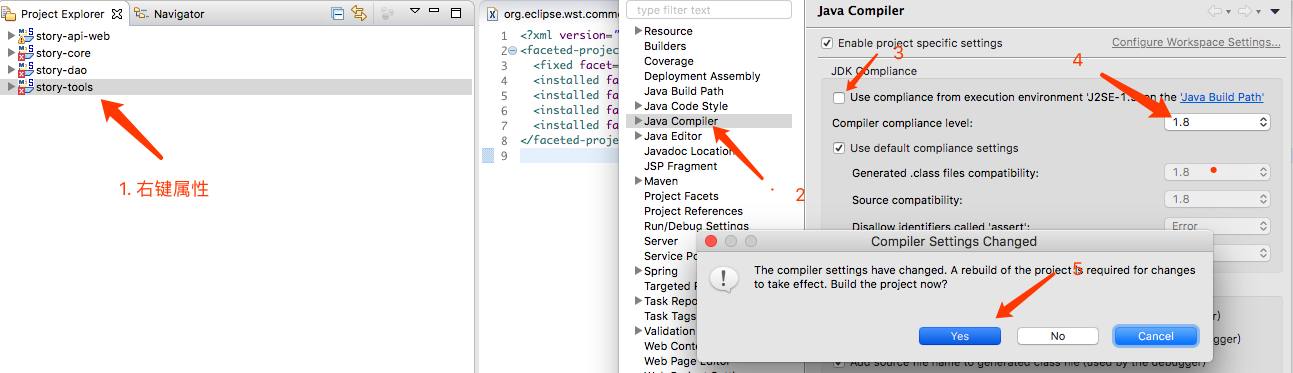 Project Explorer
Navigator
story-api-web
story-core
story-dao
story-tools
1. 右键属性
org.eclipse.wst.comm
1 <?xml version="
2 <faceted-projec
3 <fixed facet=
4 <installed fa
5 <installed fa
6 <installed fa
7 <installed fa
8 </faceted-proje
9
type filter text
Resource
Builders
Coverage
Deployment Assembly
Java Build Path
Java Code Style
Java Compiler
Java Editor
Javadoc Location
JSP Fragment
Maven
Project Facets
Project References
Run/Debug Settings
Server
Service Po
Spring
Targeted R
Task Repo
Task Tags
Validation
Web Conte
Web Page Editor
2
Java Compiler
Enable project specific settings
Configure Workspace Settings...
3
4
JDK Compliance
Use compliance from execution environment 'J2SE-1.5' on the 'Java Build Path'
Compiler compliance level:
1.8
Use default compliance settings
Generated .class files compatibility:
1.8
Source compatibility:
1.8
Disallow identifiers called 'assert':
Error
Compiler Settings Changed
The compiler settings have changed. A rebuild of the project is required for changes
to take effect. Build the project now?
5
Yes
No
Cancel
Add source file name to generated class file (used by the debugger)